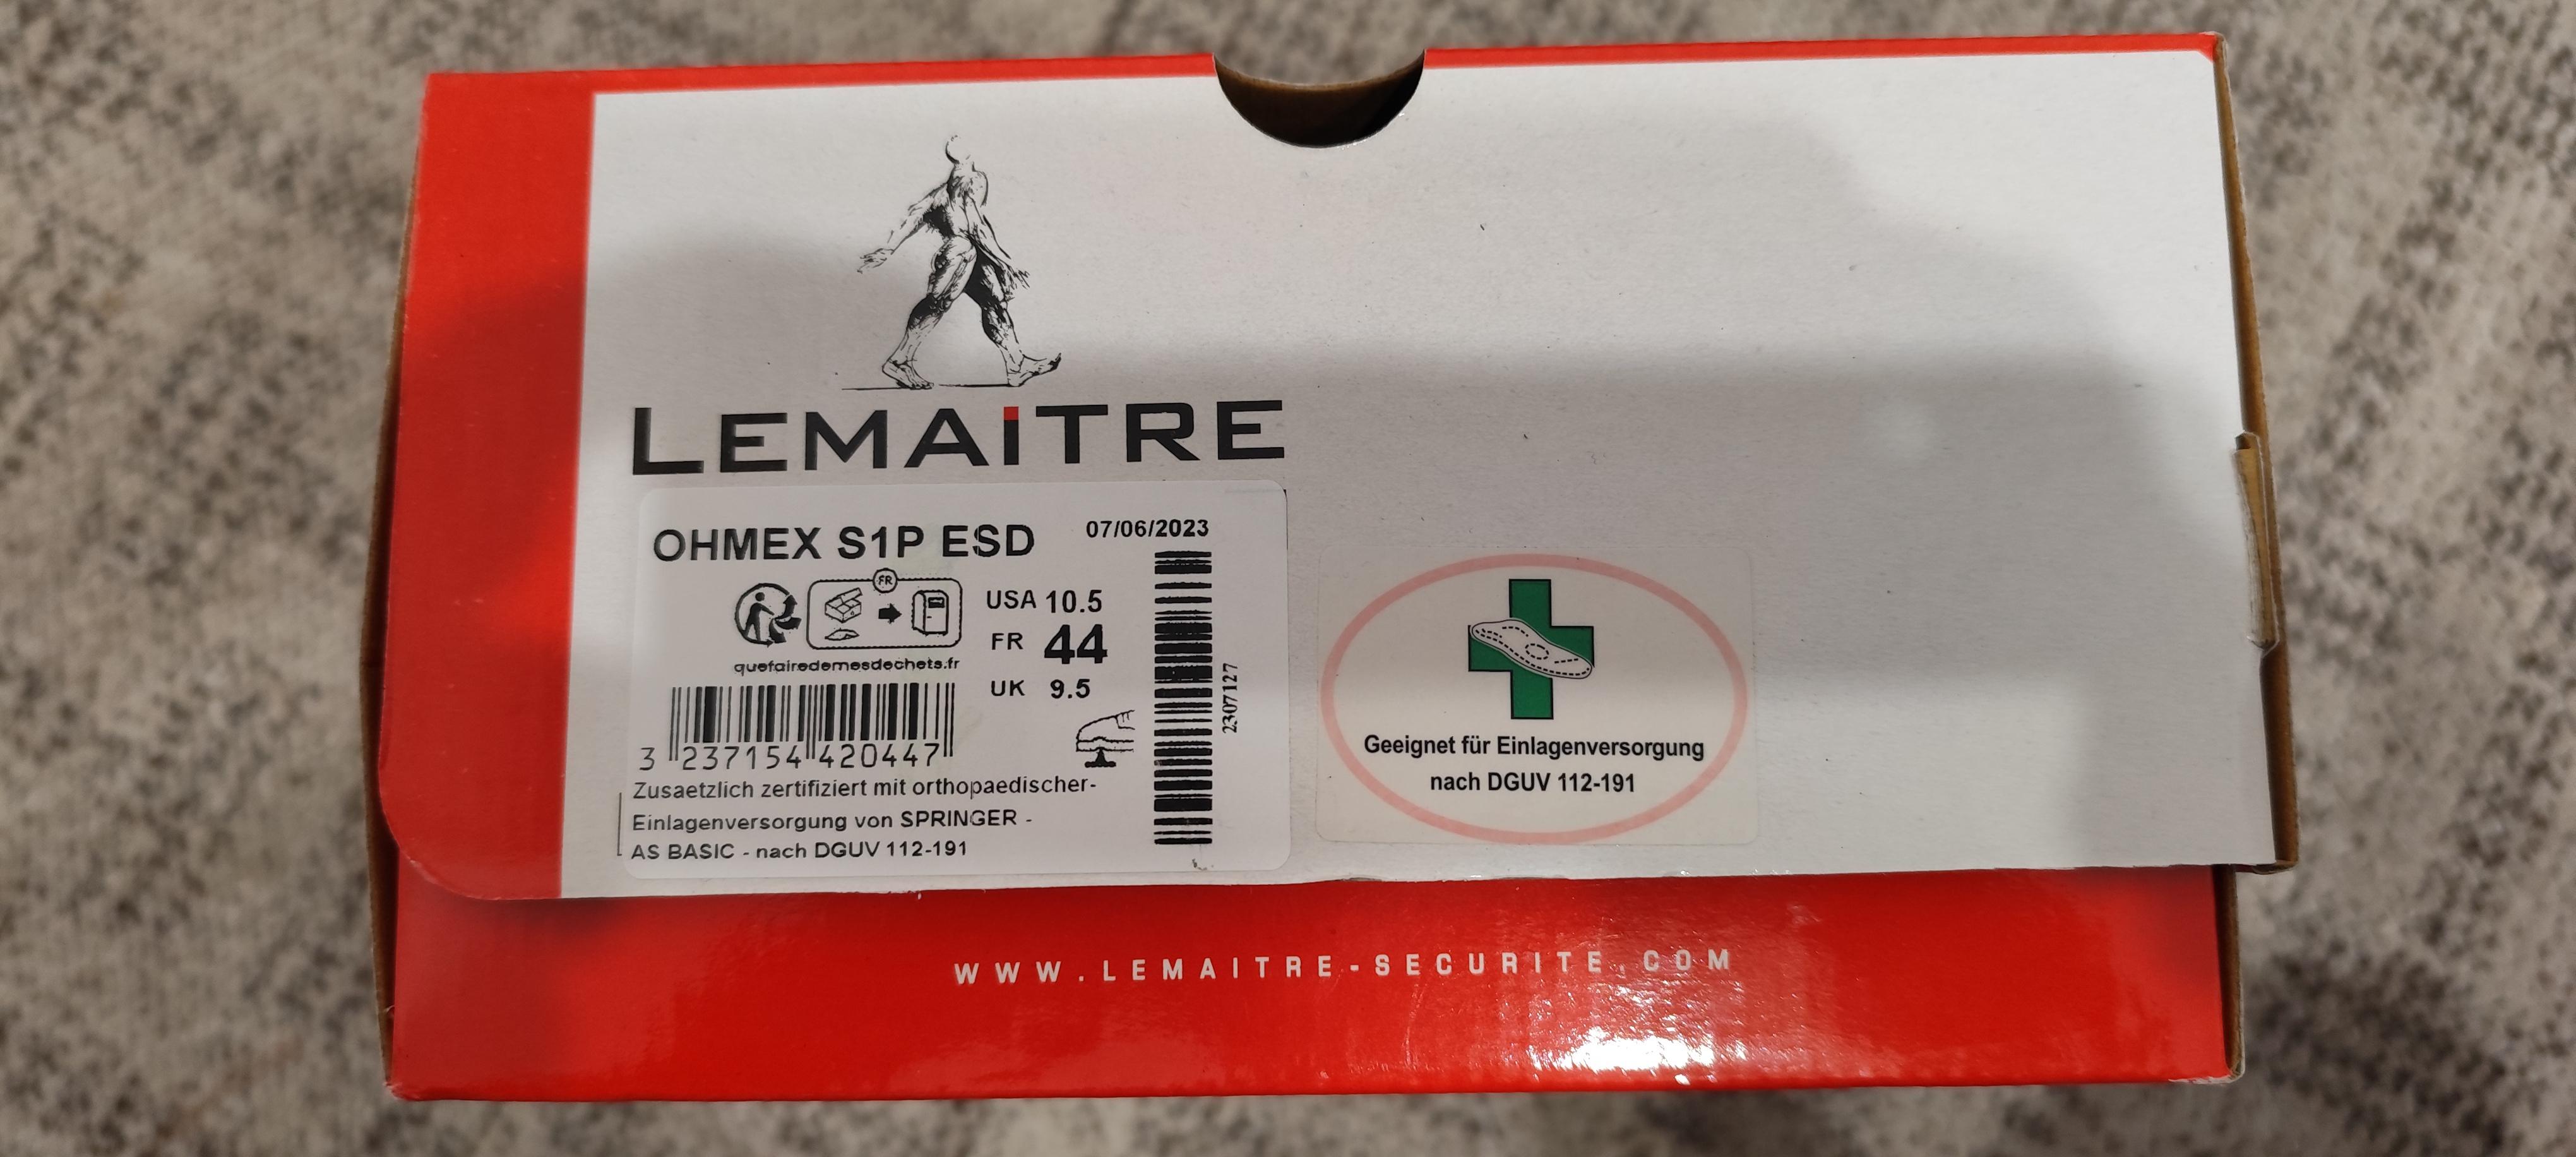 LEMAiTRE
OHMEX S1P ESD
07/06/2023
FR
USA 10.5
FR 44
UK 9.5
quefairedemesdechets.fr
3 237154 420447
2307127
Zusaetzlich zertifiziert mit orthopaedischer-
Einlagenversorgung von SPRINGER -
AS BASIC - nach DGUV 112-191
Geeignet für Einlagenversorgung
nach DGUV 112-191
WWW.LEMAITRE-SECURITE.COM